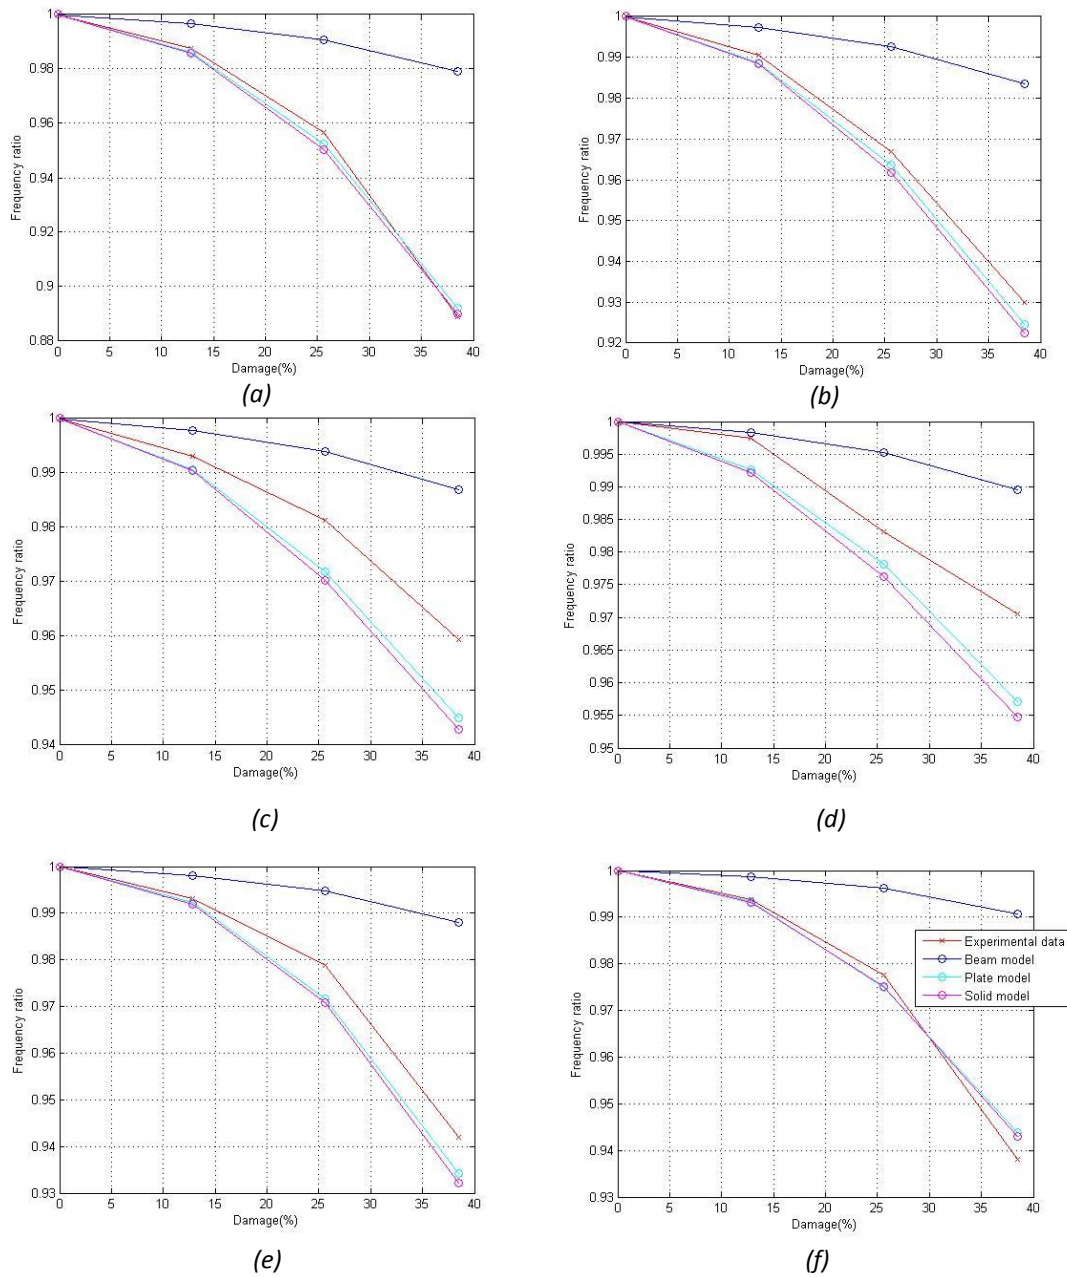 1
0.98
0.96
0.94
0.92
0.9
0.88
Frequency ratio
0 5 10 15 20 25 30 35 40
Damage(%)
(a)
1
0.99
0.98
0.97
0.96
0.95
0.94
0.93
0.92
Frequency ratio
0 5 10 15 20 25 30 35 40
Damage(%)
(b)
1
0.99
0.98
0.97
0.96
0.95
0.94
Frequency ratio
0 5 10 15 20 25 30 35 40
Damage(%)
(c)
1
0.995
0.99
0.985
0.98
0.975
0.97
0.965
0.96
0.955
0.95
Frequency ratio
0 5 10 15 20 25 30 35 40
Damage(%)
(d)
1
0.99
0.98
0.97
0.96
0.95
0.94
0.93
Frequency ratio
0 5 10 15 20 25 30 35 40
Damage(%)
(e)
1
0.99
0.98
0.97
0.96
0.95
0.94
0.93
Frequency ratio
Experimental data
Beam model
Plate model
Solid model
0 5 10 15 20 25 30 35 40
Damage(%)
(f)